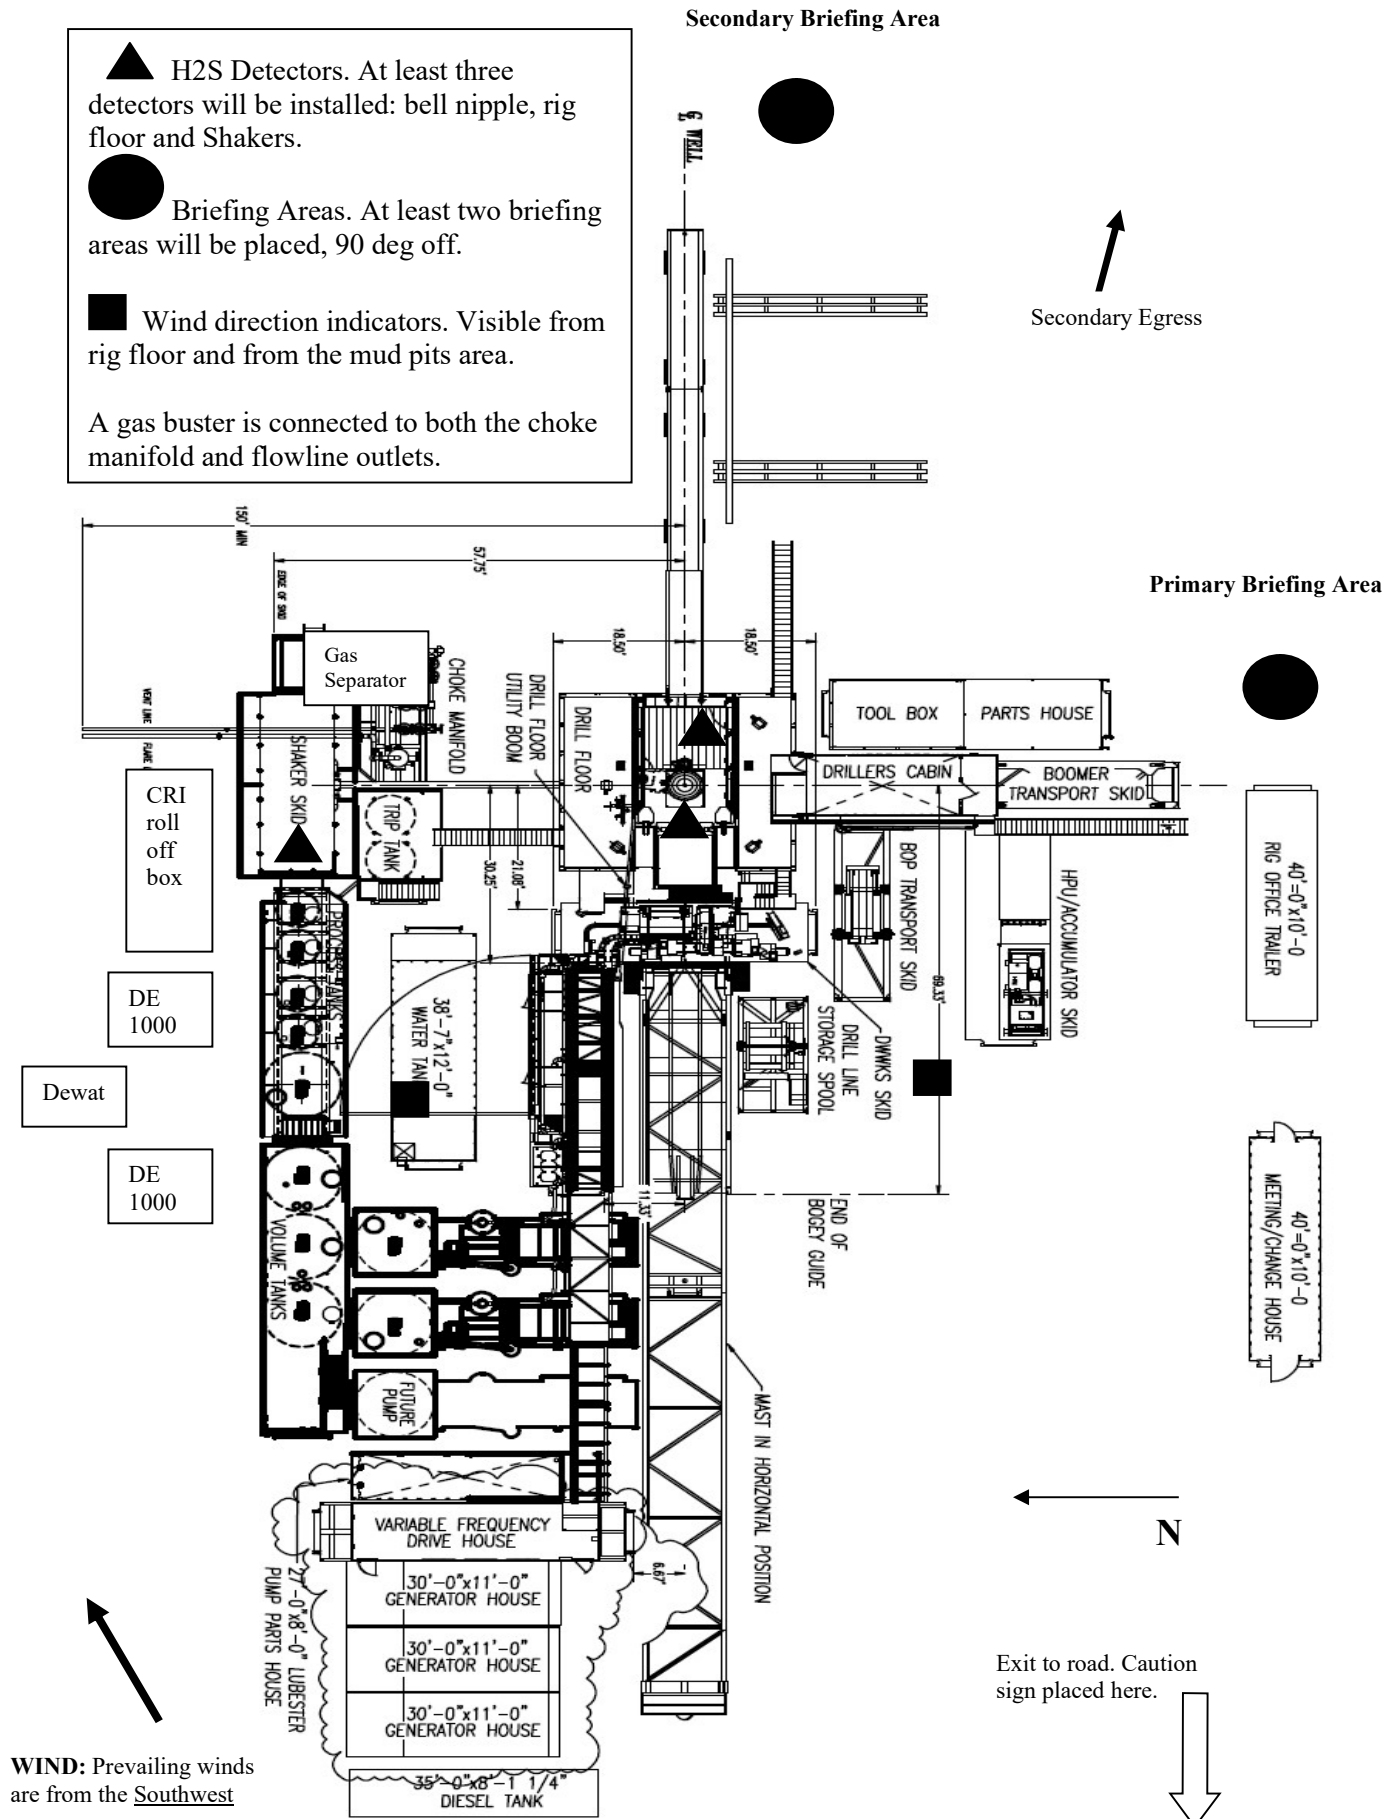 Secondary Briefing Area
H2S Detectors. At least three
detectors will be installed: bell nipple, rig
floor and Shakers.
Briefing Areas. At least two briefing
areas will be placed, 90 deg off.
Wind direction indicators. Visible from
rig floor and from the mud pits area.
A gas buster is connected to both the choke
manifold and flowline outlets.
WELL
Secondary Egress
150' MIN
57.75'
EDGE OF SKID
Primary Briefing Area
18.50'
18.50'
Gas
Separator
CHOKE MANIFOLD
DRILL FLOOR
UTILITY BOOM
DRILL FLOOR
TOOL BOX
PARTS HOUSE
VENT LINE
FLARE
SHAKER SKID
DRILLERS CABIN
BOOMER
TRANSPORT SKID
CRI
roll
off
box
TRIP
TANK
30.25'
21.08'
BOP TRANSPORT SKID
HPU/ACCUMULATOR SKID
40'=0"x10'-0
RIG OFFICE TRAILER
PROCESS TANKS
DE
1000
38'-7"x12'-0"
WATER TANK
69.33'
DRILL LINE
STORAGE SPOOL
DWWKS SKID
Dewat
DE
1000
VOLUME TANKS
11.33'
END OF
BOGEY GUIDE
40'=0"x10'-0
MEETING/CHANGE HOUSE
FUTURE
PUMP
MAST IN HORIZONTAL POSITION
N
VARIABLE FREQUENCY
DRIVE HOUSE
6.67'
27'-0"x8'-0" LUBESTER
PUMP PARTS HOUSE
30'-0"x11'-0"
GENERATOR HOUSE
30'-0"x11'-0"
GENERATOR HOUSE
30'-0"x11'-0"
GENERATOR HOUSE
Exit to road. Caution
sign placed here.
WIND: Prevailing winds
are from the Southwest
35'-0"x8'-1 1/4"
DIESEL TANK